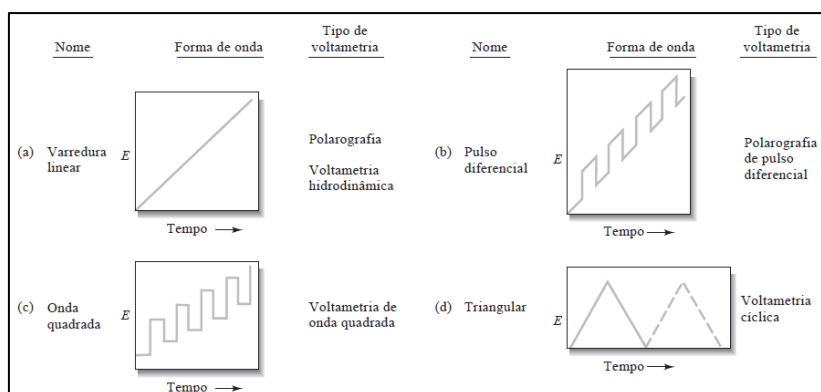 Nome Forma de onda Tipo de voltametria Nome Forma de onda Tipo de voltametria
(a) Varredura linear E Polarografia
Voltametria hidrodinâmica
Tempo
(b) Pulso diferencial E Polarografia de pulso diferencial
Tempo
(c) Onda quadrada E Voltametria de onda quadrada
Tempo
(d) Triangular E Voltametria cíclica
Tempo